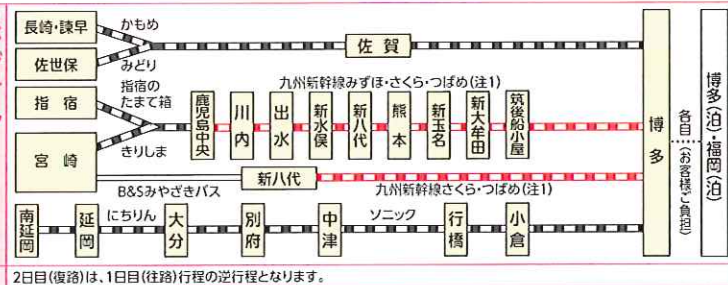 長崎・諫早
かもめ
佐世保
みどり
佐賀
指宿
指宿の
たまて箱
宮崎
きりしま
九州新幹線みずほ・さくら・つばめ(注1)
鹿児島中央
川内
出水
新水俣
新八代
熊本
新玉名
新大牟田
筑後船小屋
B&Sみやざきバス
新八代
九州新幹線さくら・つばめ(注1)
南延岡
延岡
にちりん
大分
別府
中津
ソニック
行橋
小倉
博多
各自
(お客様ご負担)
博多(泊)・福岡(泊)
2日目(復路)は、1日目(往路)行程の逆行程となります。